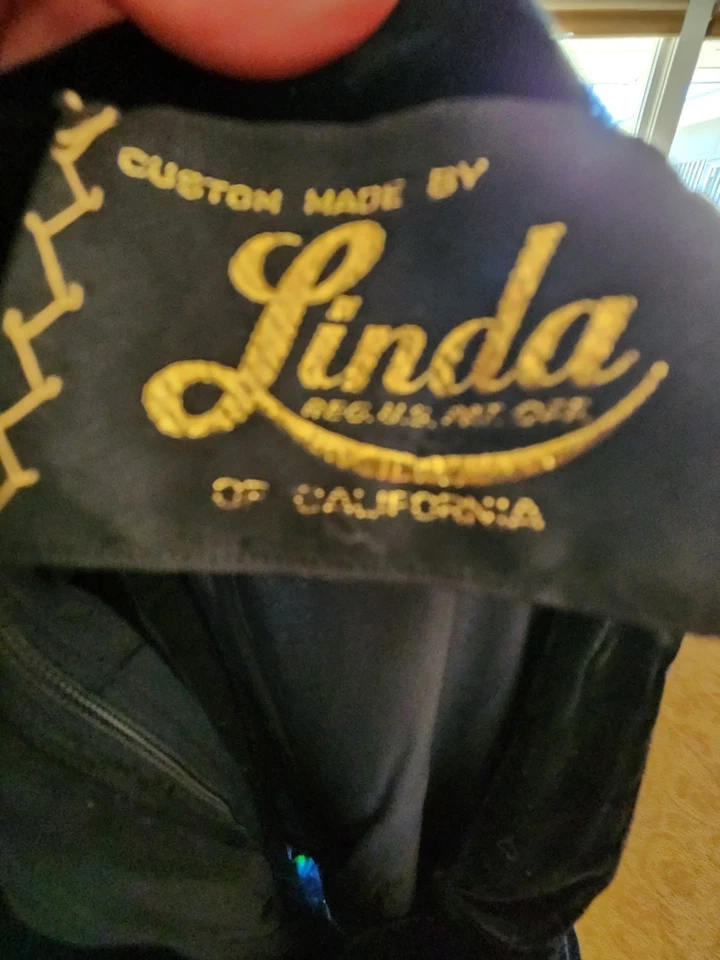 CUSTOM MADE BY
Linda
REG. U.S. PAT. OFF.
OF CALIFORNIA